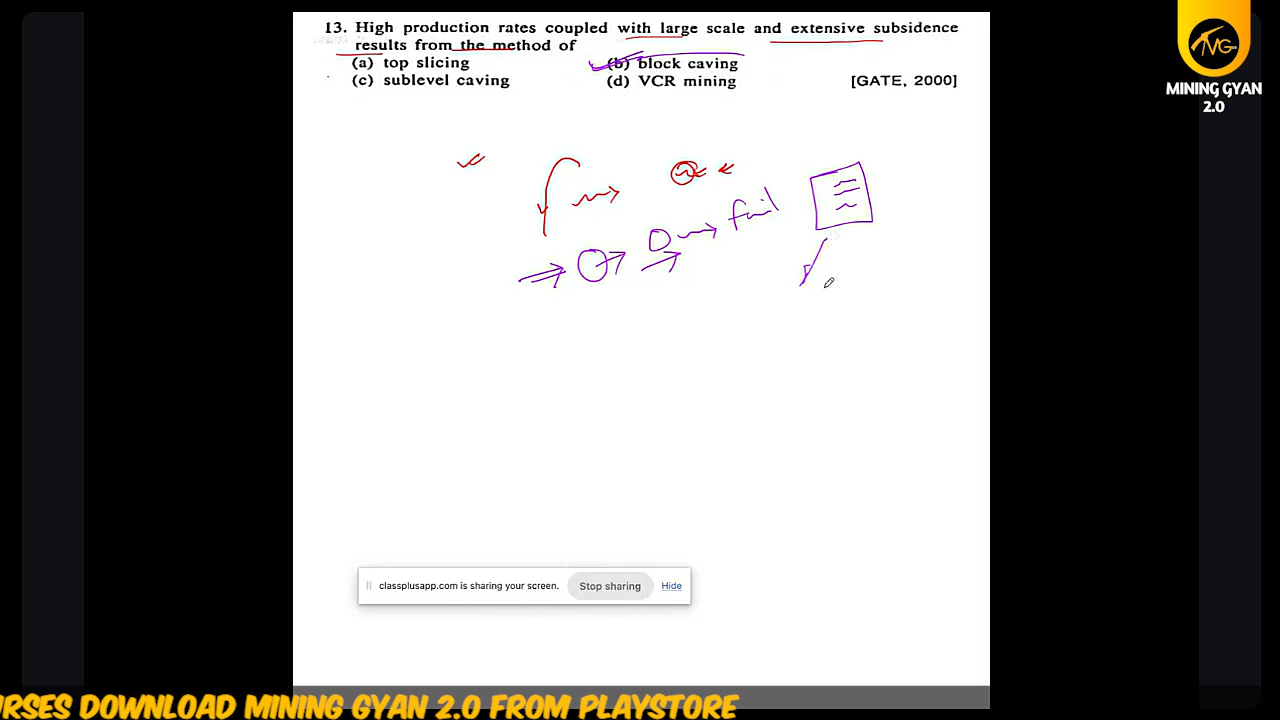 13. High production rates coupled with large scale and extensive subsidence
results from the method of
(a) top slicing (b) block caving
(c) sublevel caving (d) VCR mining [GATE, 2000]
TMG
MINING GYAN
2.0
fail
classplusapp.com is sharing your screen. Stop sharing Hide
URSES DOWNLOAD MINING GYAN 2.0 FROM PLAYSTORE